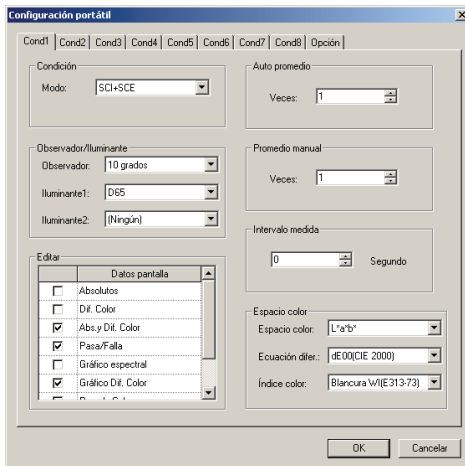 Configuración portátil
Cond1 Cond2 Cond3 Cond4 Cond5 Cond6 Cond7 Cond8 Opción
Condición
Modo: SCI+SCE
Observador/Iluminante
Observador: 10 grados
Iluminante1: D65
Iluminante2: (Ningún)
Editar
Datos pantalla
Absolutos
Dif. Color
Abs.y Dif. Color
Pasa/Falla
Gráfico espectral
Gráfico Dif. Color
Auto promedio
Veces: 1
Promedio manual
Veces: 1
Intervalo medida
0 Segundo
Espacio color
Espacio color: L*a*b*
Ecuación difer.: dE00(CIE 2000)
Índice color: Blancura WI(E313-73)
OK Cancelar